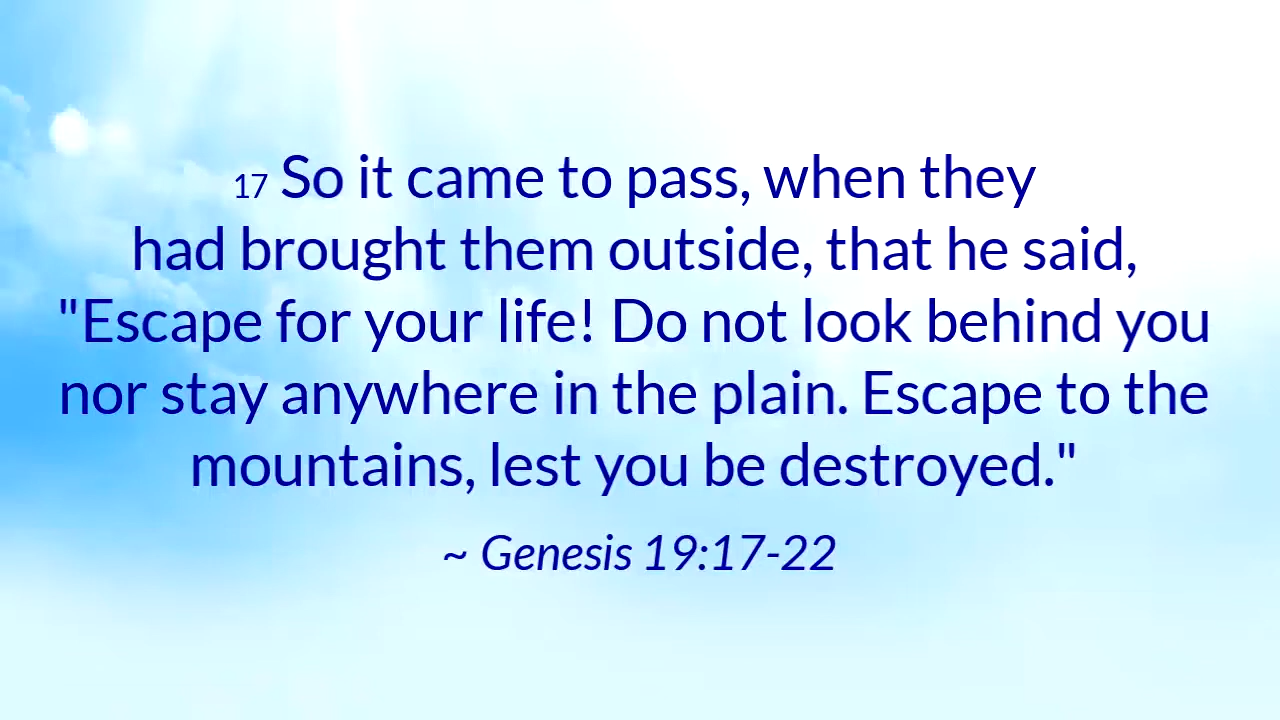 17 So it came to pass, when they
had brought them outside, that he said,
"Escape for your life! Do not look behind you
nor stay anywhere in the plain. Escape to the
mountains, lest you be destroyed."
~ Genesis 19:17-22